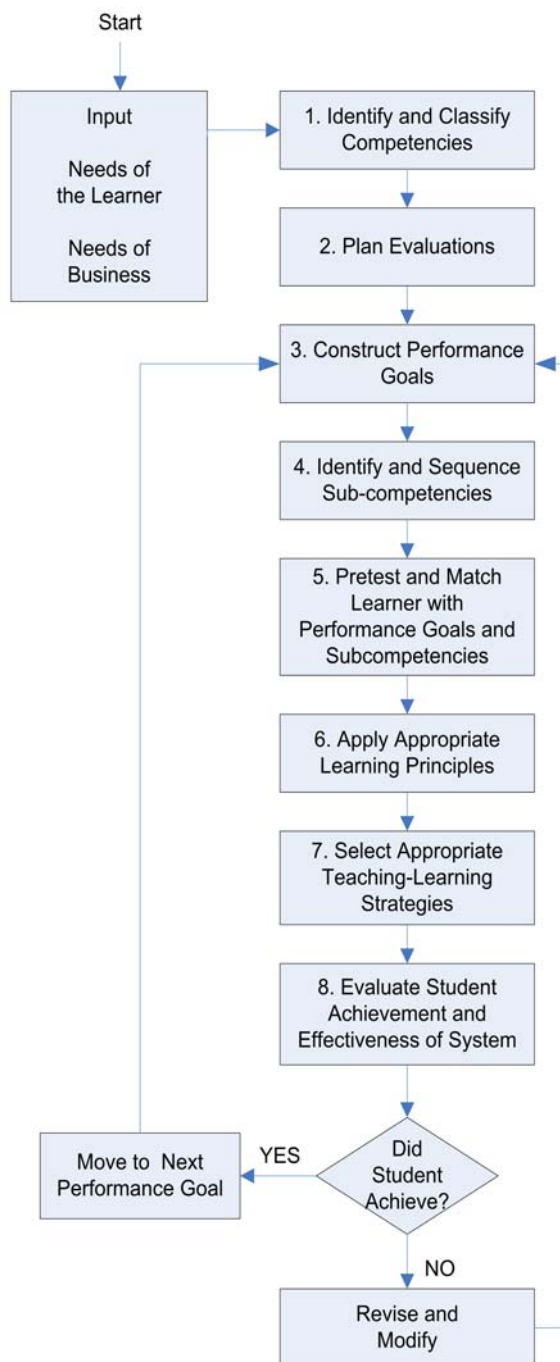 Start
Input
Needs of
the Learner
Needs of
Business
1. Identify and Classify
Competencies
2. Plan Evaluations
3. Construct Performance
Goals
4. Identify and Sequence
Sub-competencies
5. Pretest and Match
Learner with
Performance Goals and
Subcompetencies
6. Apply Appropriate
Learning Principles
7. Select Appropriate
Teaching-Learning
Strategies
8. Evaluate Student
Achievement and
Effectiveness of System
Did
Student
Achieve?
YES
Move to Next
Performance Goal
NO
Revise and
Modify